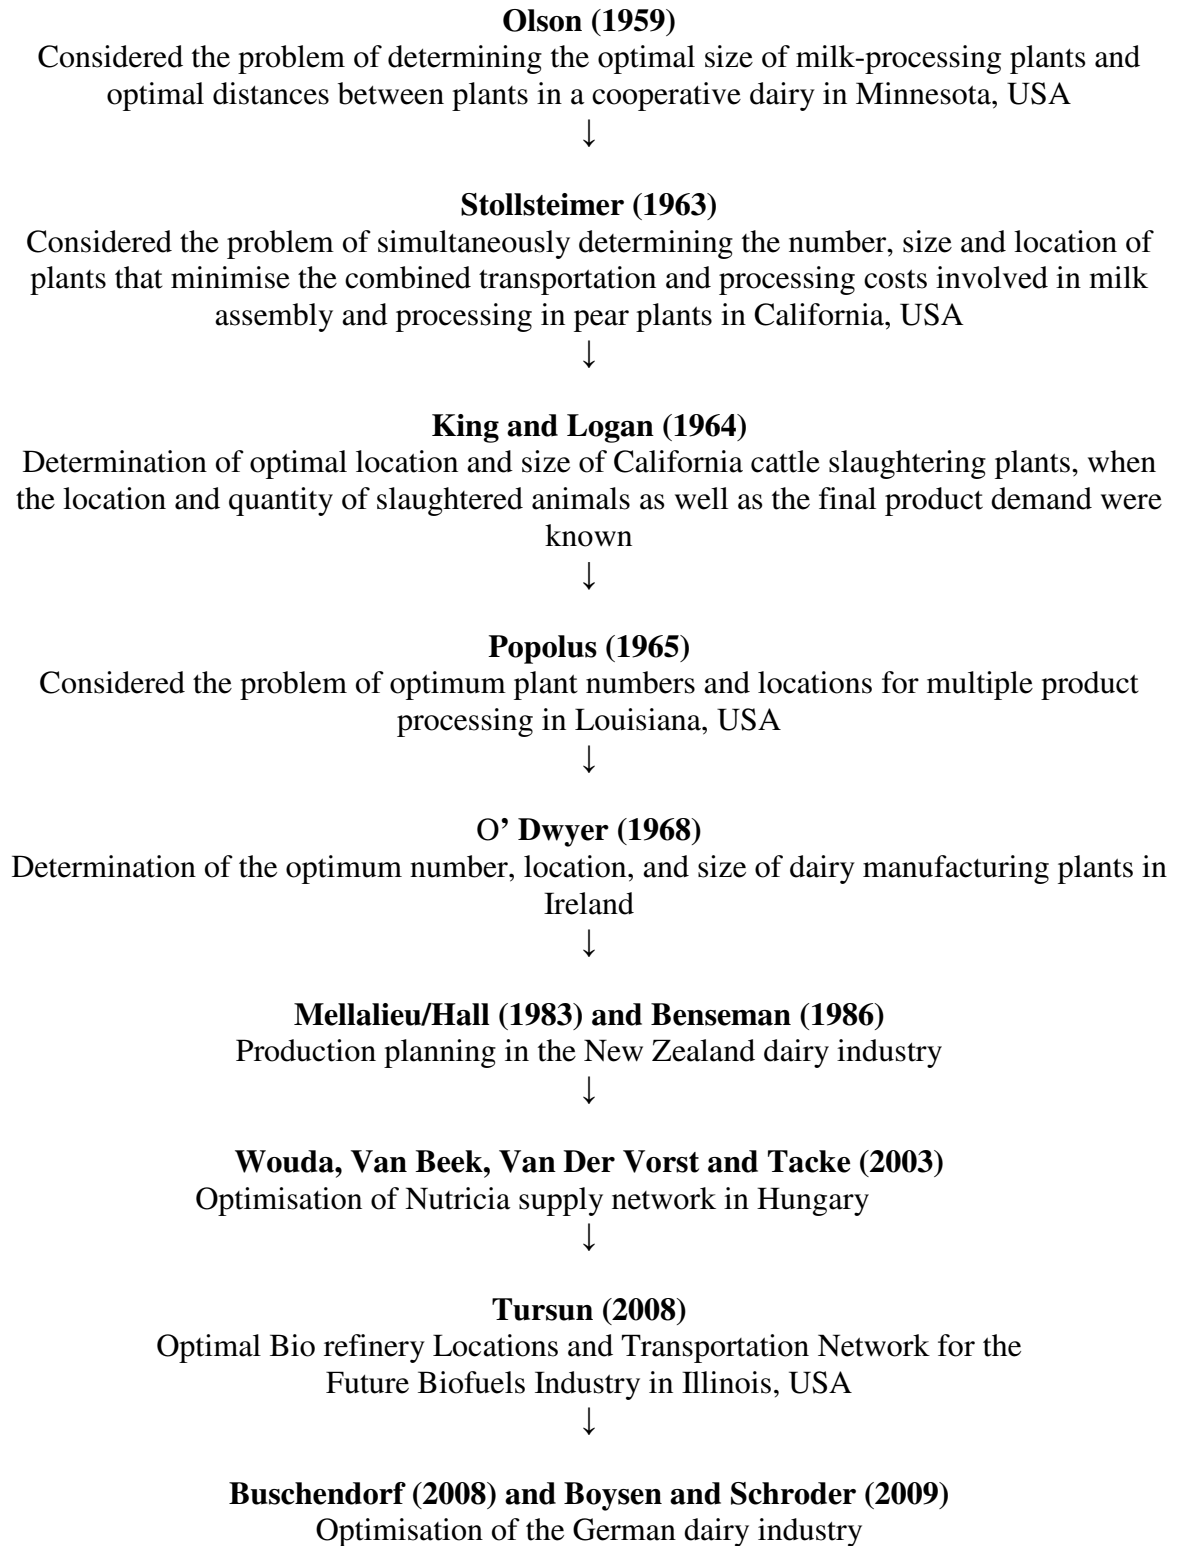 Olson (1959)
Considered the problem of determining the optimal size of milk-processing plants and
optimal distances between plants in a cooperative dairy in Minnesota, USA
↓
Stollsteimer (1963)
Considered the problem of simultaneously determining the number, size and location of
plants that minimise the combined transportation and processing costs involved in milk
assembly and processing in pear plants in California, USA
↓
King and Logan (1964)
Determination of optimal location and size of California cattle slaughtering plants, when
the location and quantity of slaughtered animals as well as the final product demand were
known
↓
Popolus (1965)
Considered the problem of optimum plant numbers and locations for multiple product
processing in Louisiana, USA
↓
O’ Dwyer (1968)
Determination of the optimum number, location, and size of dairy manufacturing plants in
Ireland
↓
Mellalieu/Hall (1983) and Benseman (1986)
Production planning in the New Zealand dairy industry
↓
Wouda, Van Beek, Van Der Vorst and Tacke (2003)
Optimisation of Nutricia supply network in Hungary
↓
Tursun (2008)
Optimal Bio refinery Locations and Transportation Network for the
Future Biofuels Industry in Illinois, USA
↓
Buschendorf (2008) and Boysen and Schroder (2009)
Optimisation of the German dairy industry